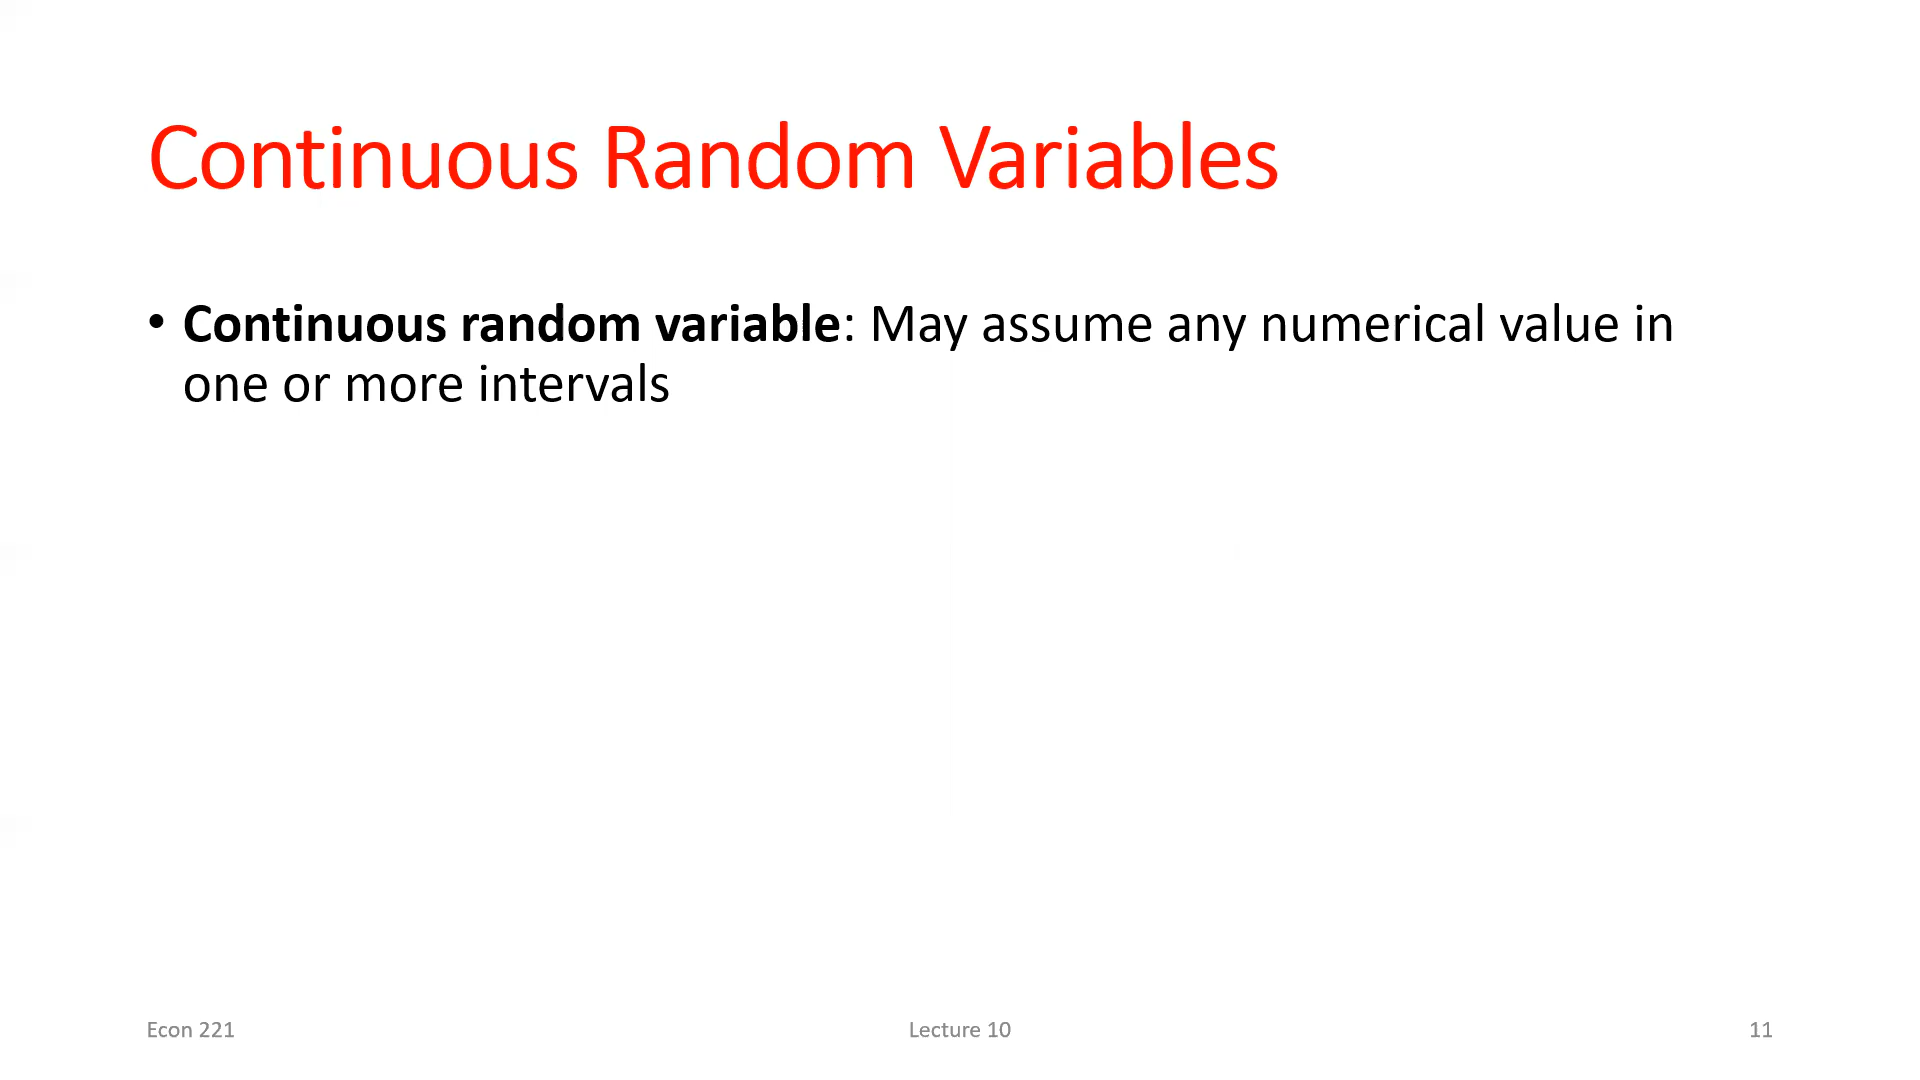 Continuous Random Variables
• Continuous random variable: May assume any numerical value in
one or more intervals
Econ 221
Lecture 10
11